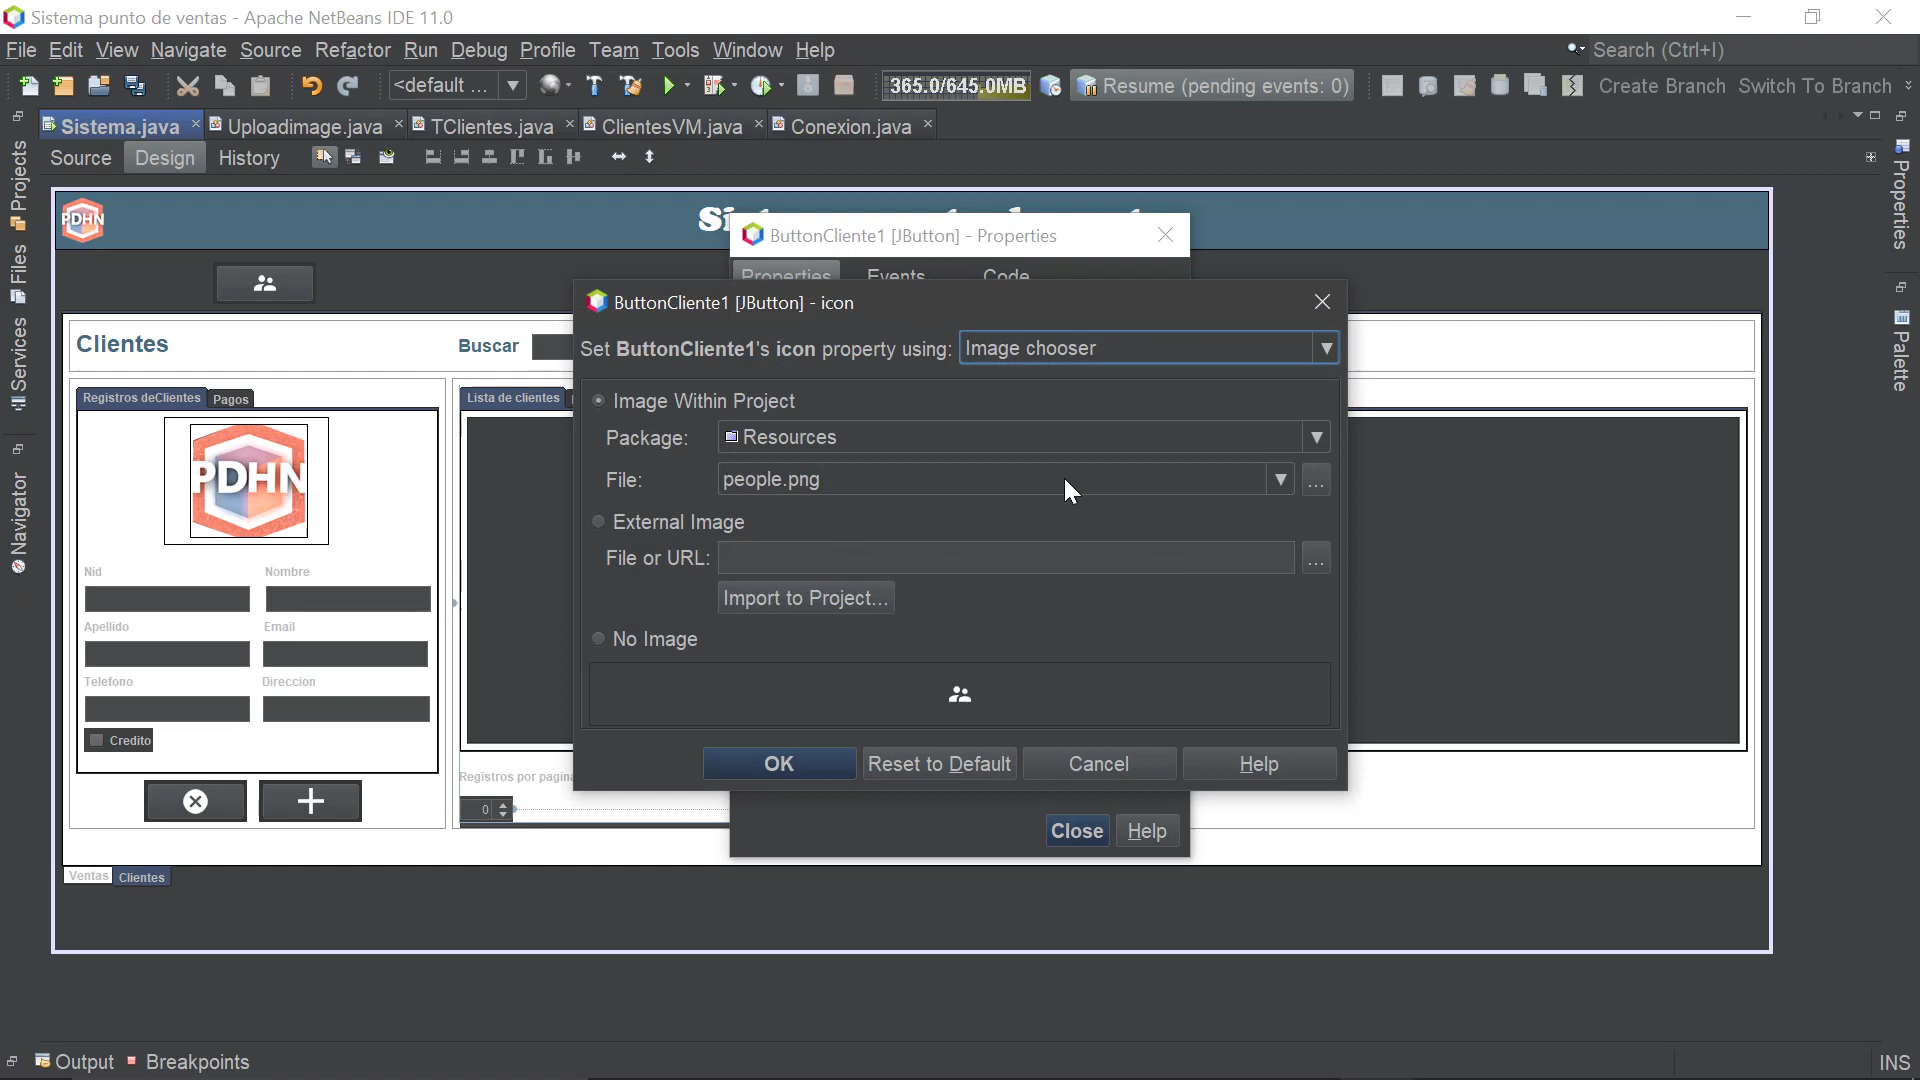 Sistema punto de ventas - Apache NetBeans IDE 11.0
File Edit View Navigate Source Refactor Run Debug Profile Team Tools Window Help
Search (Ctrl+I)
<default ...
365.0/645.0MB
Resume (pending events: 0)
Create Branch Switch To Branch
Sistema.java
Uploadimage.java
TClientes.java
ClientesVM.java
Conexion.java
Source Design History
Projects
Files
Services
Navigator
Properties
Palette
PDHN
ButtonCliente1 [JButton] - Properties
Properties Events Code
ButtonCliente1 [JButton] - icon
Set ButtonCliente1's icon property using: Image chooser
Image Within Project
Package: Resources
File: people.png ...
External Image
File or URL: ...
Import to Project...
No Image
OK Reset to Default Cancel Help
Close Help
Clientes
Buscar
Registros deClientes Pagos
Lista de clientes
PDHN
Nid Nombre
Apellido Email
Telefono Direccion
Credito
Registros por pagina
0
Ventas Clientes
Output Breakpoints
INS